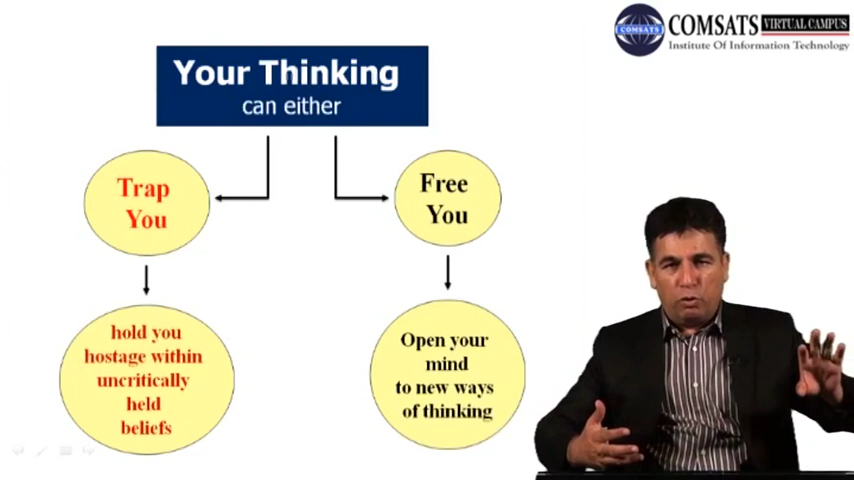 COMSATS VIRTUAL CAMPUS
COMSATS
Institute Of Information Technology
Your Thinking
can either
Trap
You
Free
You
hold you
hostage within
uncritically
held
beliefs
Open your
mind
to new ways
of thinking